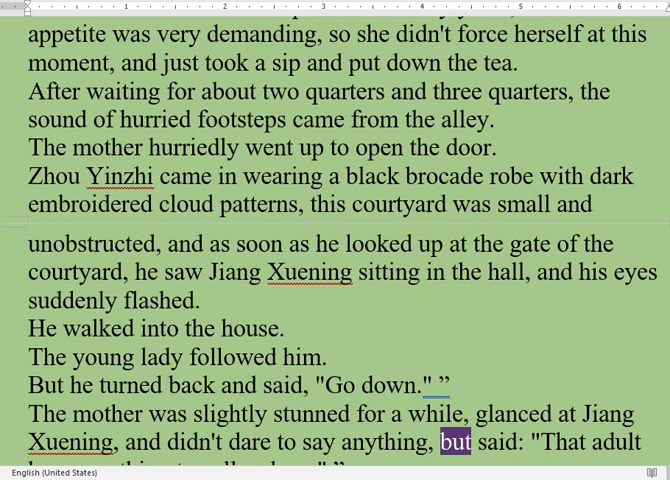 1 2 3 4 5 6
appetite was very demanding, so she didn't force herself at this
moment, and just took a sip and put down the tea.
After waiting for about two quarters and three quarters, the
sound of hurried footsteps came from the alley.
The mother hurriedly went up to open the door.
Zhou Yinzhi came in wearing a black brocade robe with dark
embroidered cloud patterns, this courtyard was small and
unobstructed, and as soon as he looked up at the gate of the
courtyard, he saw Jiang Xuening sitting in the hall, and his eyes
suddenly flashed.
He walked into the house.
The young lady followed him.
But he turned back and said, "Go down." ”
The mother was slightly stunned for a while, glanced at Jiang
Xuening, and didn't dare to say anything, but said: "That adult
English (United States)